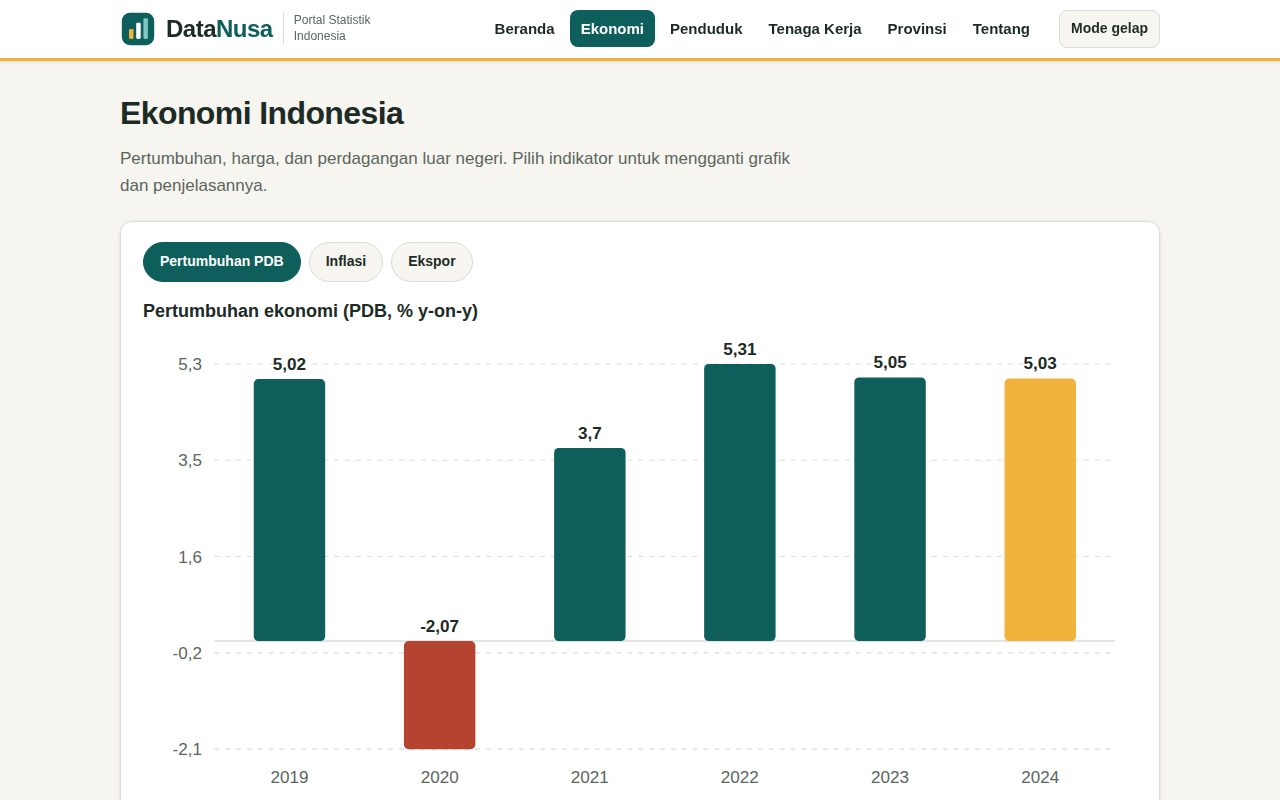 DataNusa
Portal Statistik
Indonesia
Beranda
Ekonomi
Penduduk
Tenaga Kerja
Provinsi
Tentang
Mode gelap
Ekonomi Indonesia
Pertumbuhan, harga, dan perdagangan luar negeri. Pilih indikator untuk mengganti grafik
dan penjelasannya.
Pertumbuhan PDB
Inflasi
Ekspor
Pertumbuhan ekonomi (PDB, % y-on-y)
5,3
3,5
1,6
-0,2
-2,1
5,02
-2,07
3,7
5,31
5,05
5,03
2019
2020
2021
2022
2023
2024